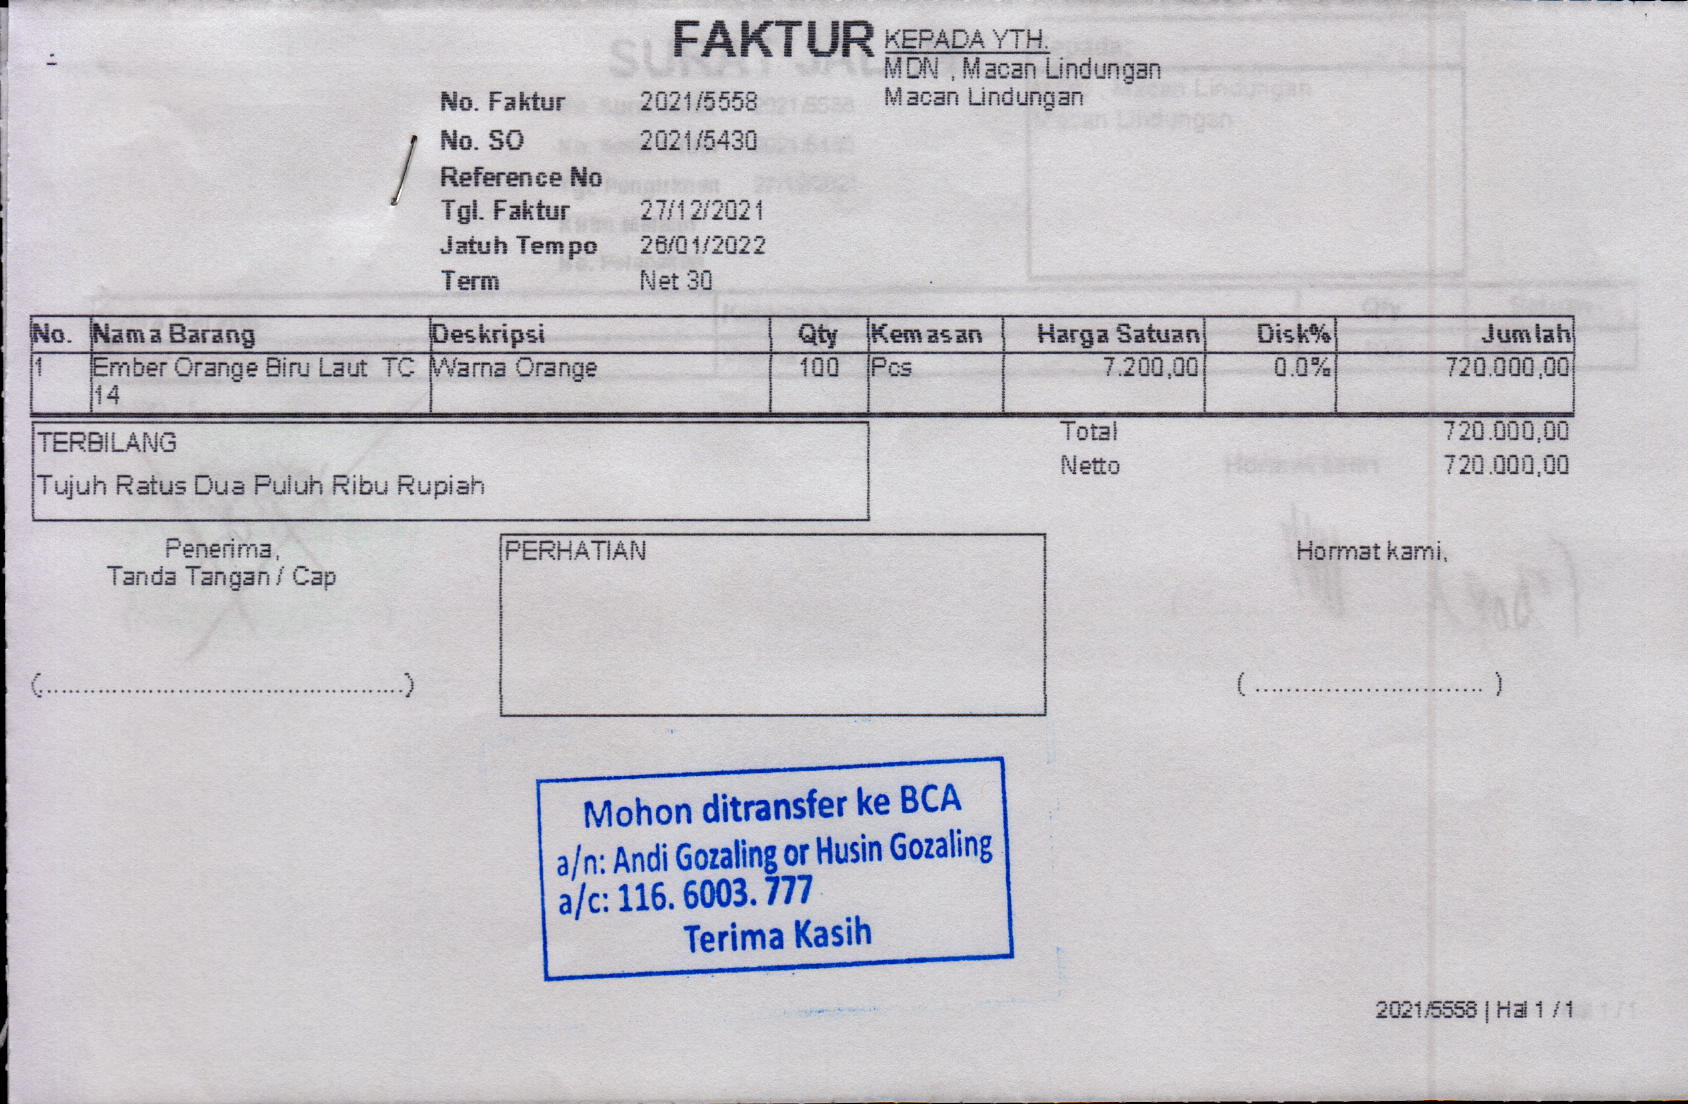 FAKTUR
KEPADA YTH.
MDN , Macan Lindungan
Macan Lindungan
No. Faktur 2021/5558
No. SO 2021/5430
Reference No
Tgl. Faktur 27/12/2021
Jatuh Tempo 26/01/2022
Term Net 30
No. Nama Barang Deskripsi Qty Kemasan Harga Satuan Disk% Jumlah
1 Ember Orange Biru Laut TC Warna Orange 100 Pcs 7.200,00 0.0% 720.000,00
14
TERBILANG
Tujuh Ratus Dua Puluh Ribu Rupiah
Total 720.000,00
Netto 720.000,00
Penerima,
Tanda Tangan / Cap
(................................................)
PERHATIAN
Hormat kami,
( ............................ )
Mohon ditransfer ke BCA
a/n: Andi Gozaling or Husin Gozaling
a/c: 116. 6003. 777
Terima Kasih
2021/5558 | Hal 1 / 1